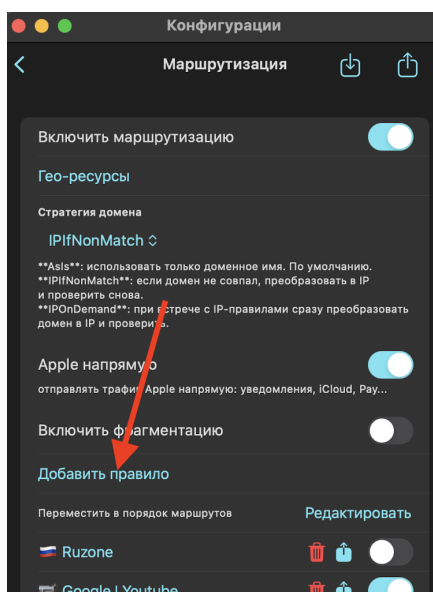 Конфигурации
Маршрутизация
Включить маршрутизацию
Гео-ресурсы
Стратегия домена
IPIfNonMatch
**AsIs**: использовать только доменное имя. По умолчанию.
**IPIfNonMatch**: если домен не совпал, преобразовать в IP
и проверить снова.
**IPOnDemand**: при встрече с IP-правилами сразу преобразовать
домен в IP и проверить.
Apple напрямую
отправлять трафик Apple напрямую: уведомления, iCloud, Pay...
Включить фрагментацию
Добавить правило
Переместить в порядок маршрутов Редактировать
Ruzone
Google | Youtube